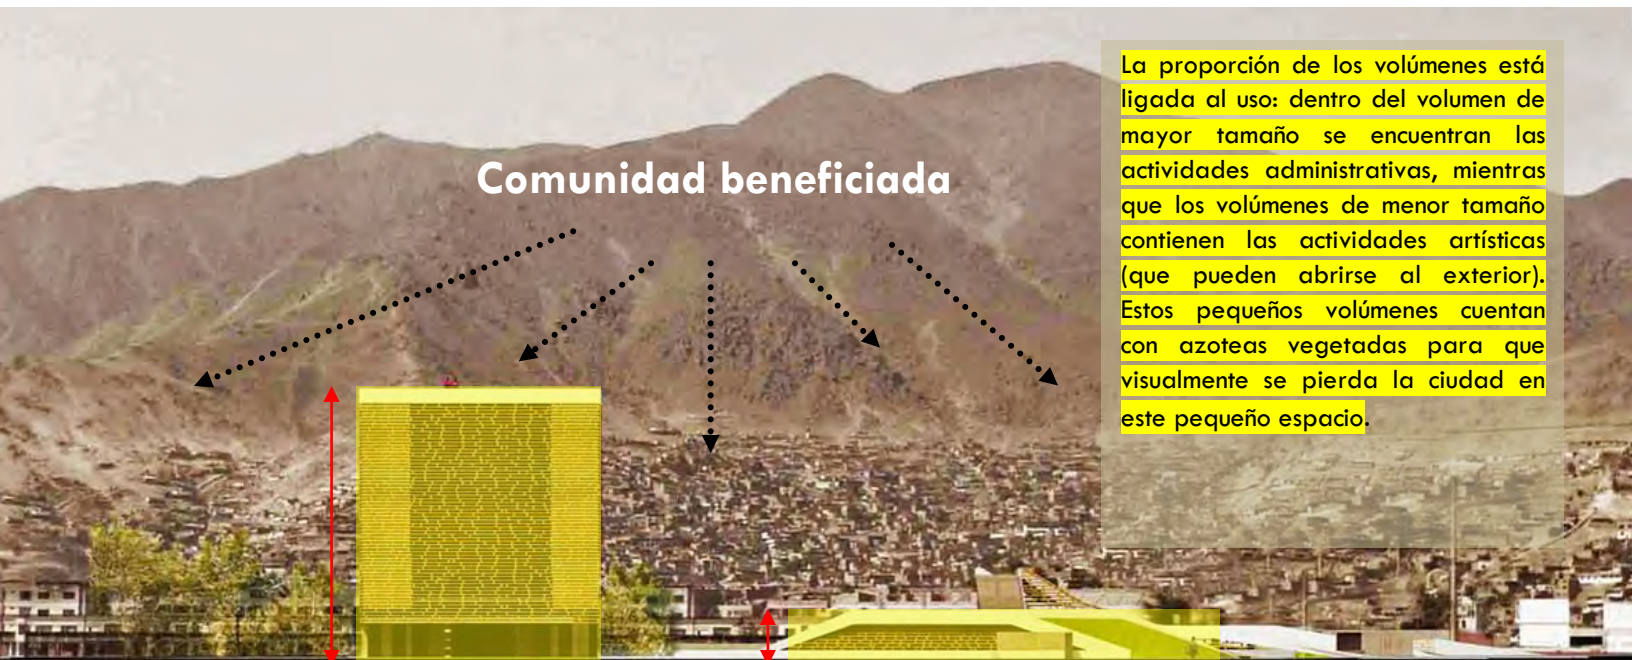 Comunidad beneficiada
La proporción de los volúmenes está
ligada al uso: dentro del volumen de
mayor tamaño se encuentran las
actividades administrativas, mientras
que los volúmenes de menor tamaño
contienen las actividades artísticas
(que pueden abrirse al exterior).
Estos pequeños volúmenes cuentan
con azoteas vegetadas para que
visualmente se pierda la ciudad en
este pequeño espacio.